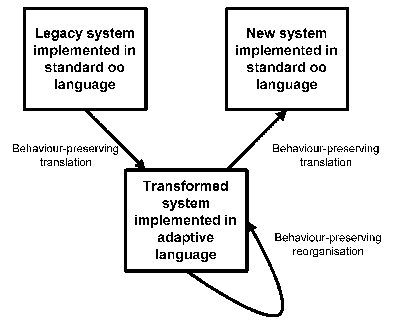 Legacy system
implemented in
standard oo
language
New system
implemented in
standard oo
language
Behaviour-preserving
translation
Behaviour-preserving
translation
Transformed
system
implemented in
adaptive
language
Behaviour-preserving
reorganisation